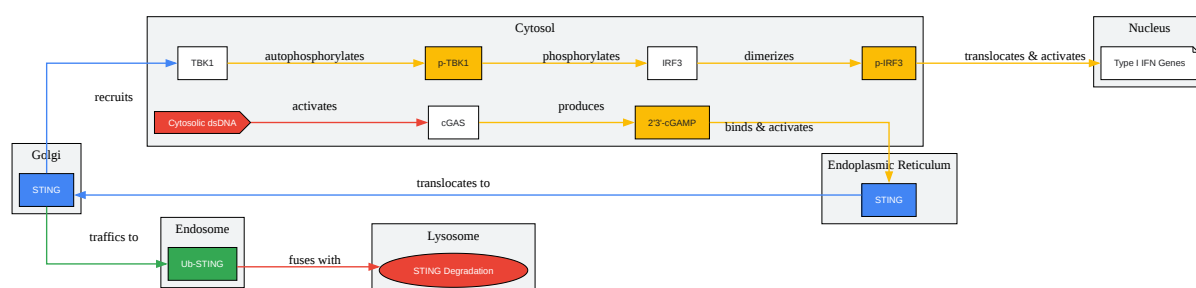 Cytosol
Nucleus
TBK1
autophosphorylates
p-TBK1
phosphorylates
IRF3
dimerizes
p-IRF3
translocates & activates
Type I IFN Genes
recruits
Cytosolic dsDNA
activates
cGAS
produces
2'3'-cGAMP
binds & activates
Golgi
Endoplasmic Reticulum
STING
translocates to
STING
traffics to
Endosome
Lysosome
Ub-STING
fuses with
STING Degradation